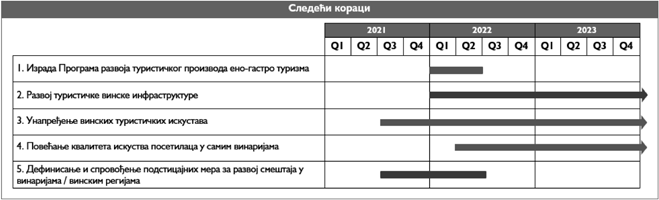 Следећи кораци
2021 2022 2023
Q1 Q2 Q3 Q4 Q1 Q2 Q3 Q4 Q1 Q2 Q3 Q4
1. Израда Програма развоја туристичког производа ено-гастро туризма
2. Развој туристичке винске инфраструктуре
3. Унапређење винских туристичких искустава
4. Повећање квалитета искуства посетилаца у самим винаријама
5. Дефинисање и спровођење подстицајних мера за развој смештаја у
винаријама / винским регијама